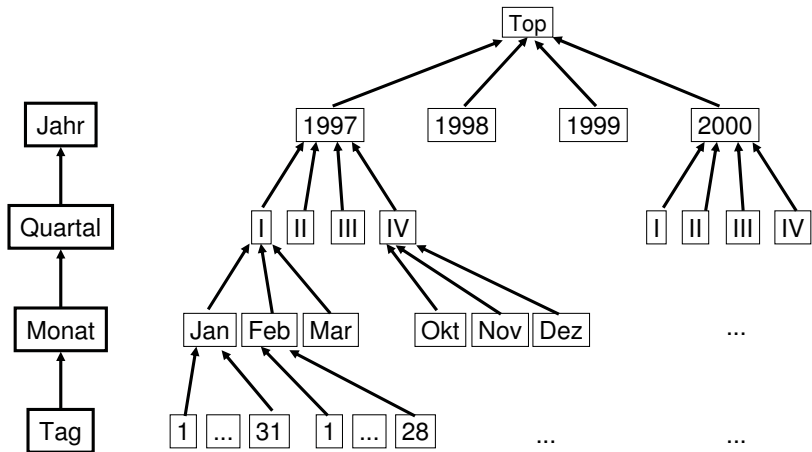 Top
Jahr
1997 1998 1999 2000
Quartal
I II III IV I II III IV
Monat
Jan Feb Mar Okt Nov Dez ...
Tag
1 ... 31 1 ... 28 ... ...